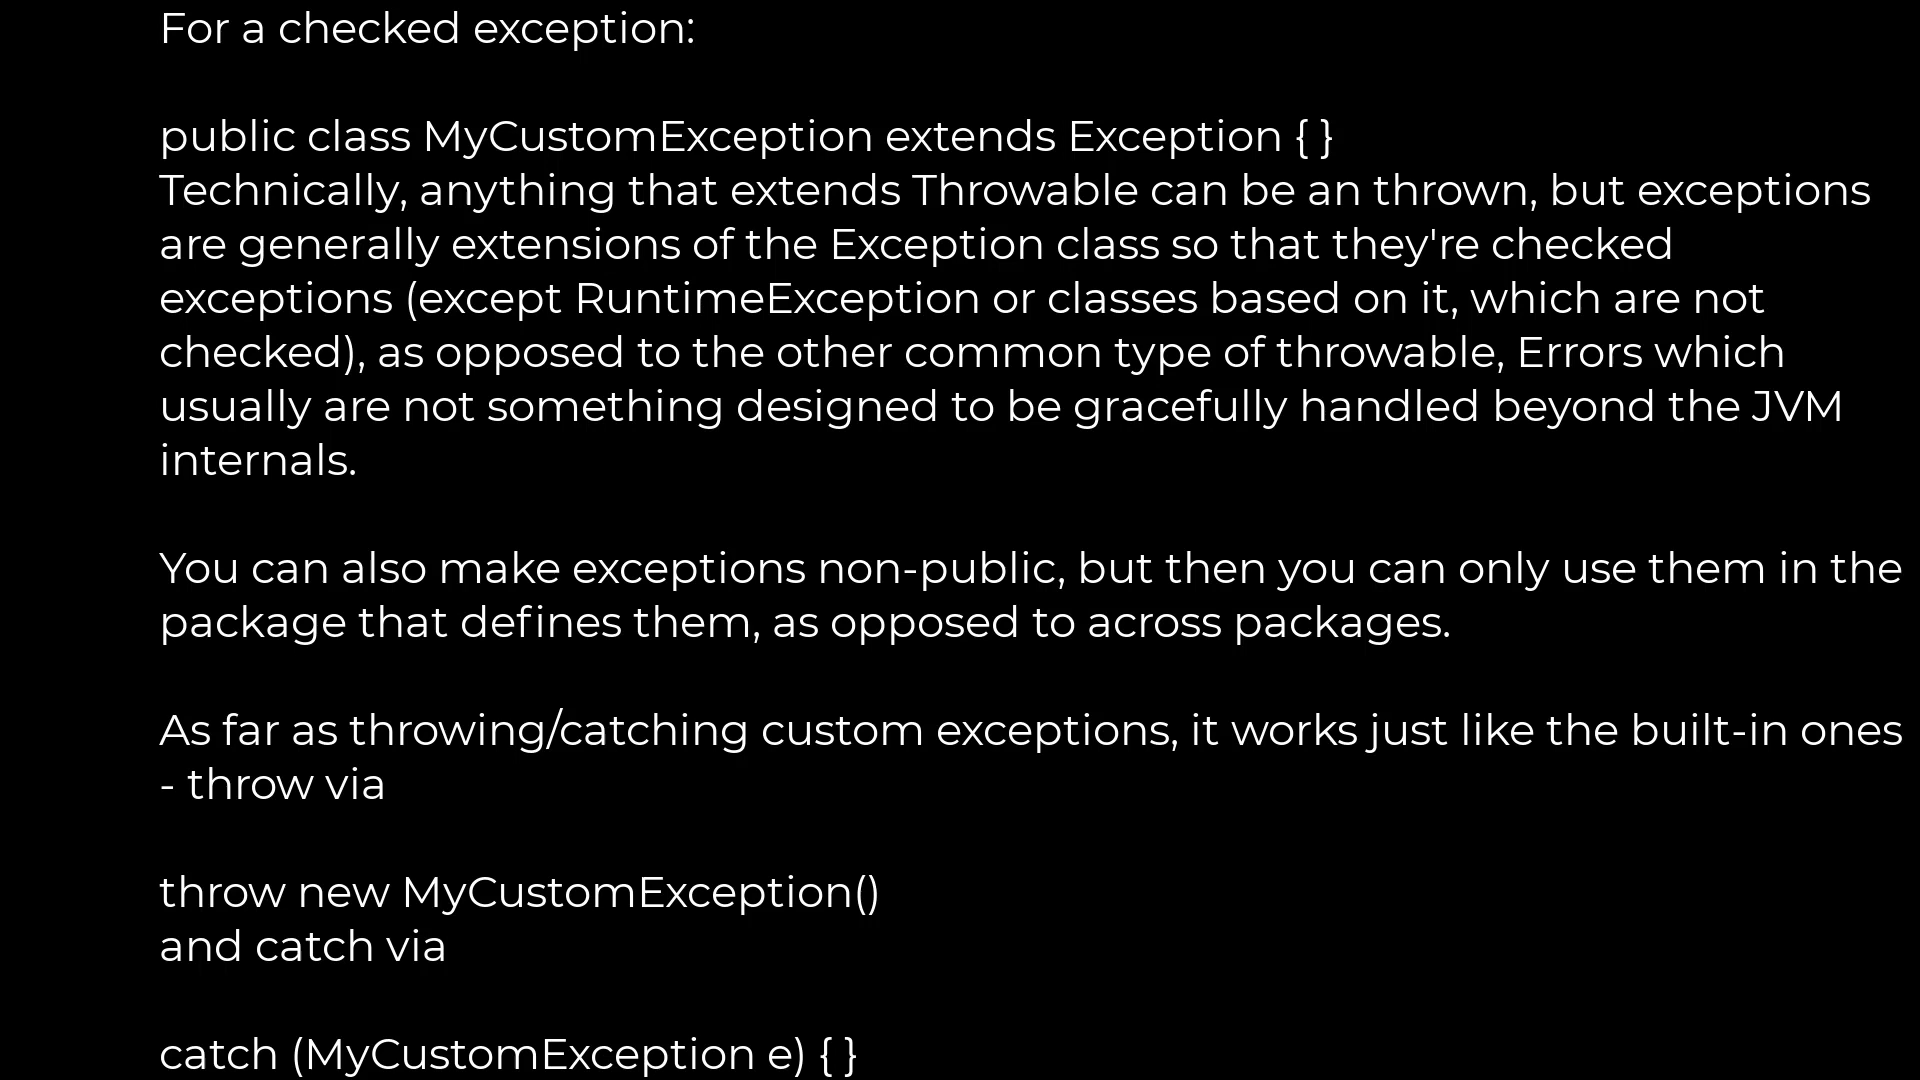 For a checked exception:
public class MyCustomException extends Exception { }
Technically, anything that extends Throwable can be an thrown, but exceptions
are generally extensions of the Exception class so that they're checked
exceptions (except RuntimeException or classes based on it, which are not
checked), as opposed to the other common type of throwable, Errors which
usually are not something designed to be gracefully handled beyond the JVM
internals.
You can also make exceptions non-public, but then you can only use them in the
package that defines them, as opposed to across packages.
As far as throwing/catching custom exceptions, it works just like the built-in ones
- throw via
throw new MyCustomException()
and catch via
catch (MyCustomException e) { }